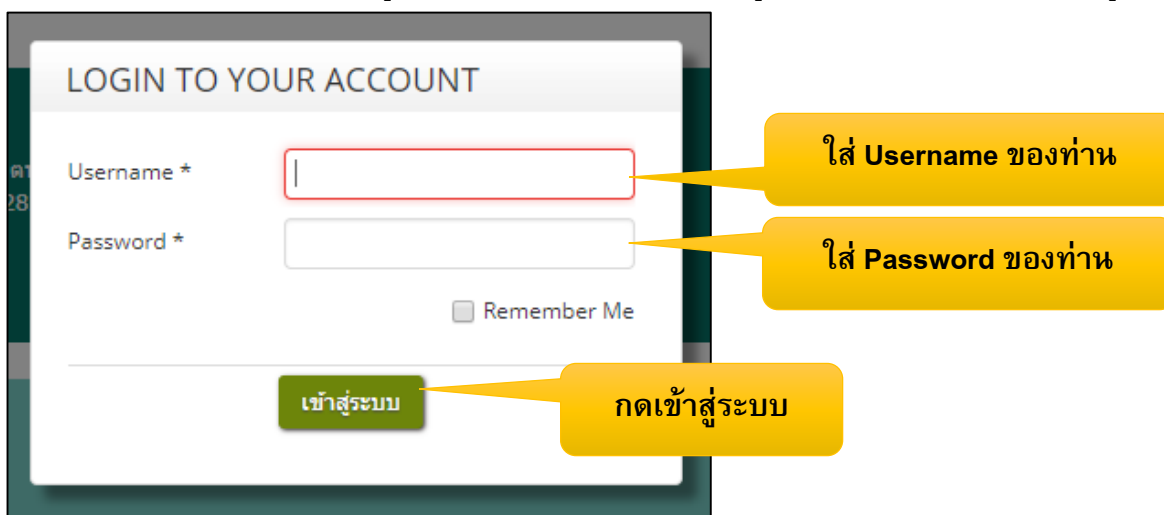 LOGIN TO YOUR ACCOUNT
Username *
ใส่ Username ของท่าน
28
Password *
ใส่ Password ของท่าน
Remember Me
เข้าสู่ระบบ
กดเข้าสู่ระบบ